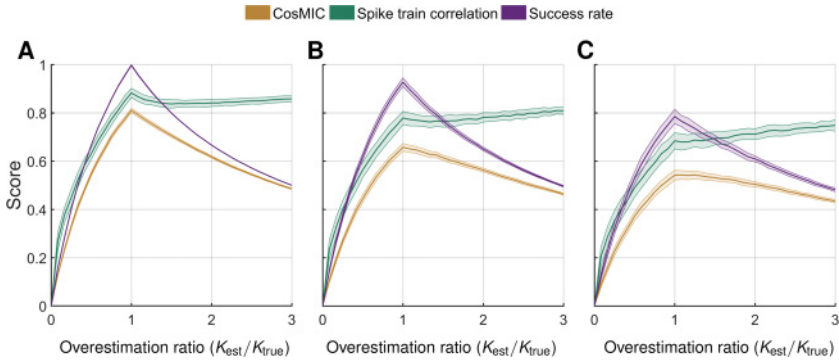 CosMIC Spike train correlation Success rate
A B C
Score
1
0.8
0.6
0.4
0.2
0
0 1 2 3
0 1 2 3
0 1 2 3
Overestimation ratio (Kest/Ktrue)
Overestimation ratio (Kest/Ktrue)
Overestimation ratio (Kest/Ktrue)